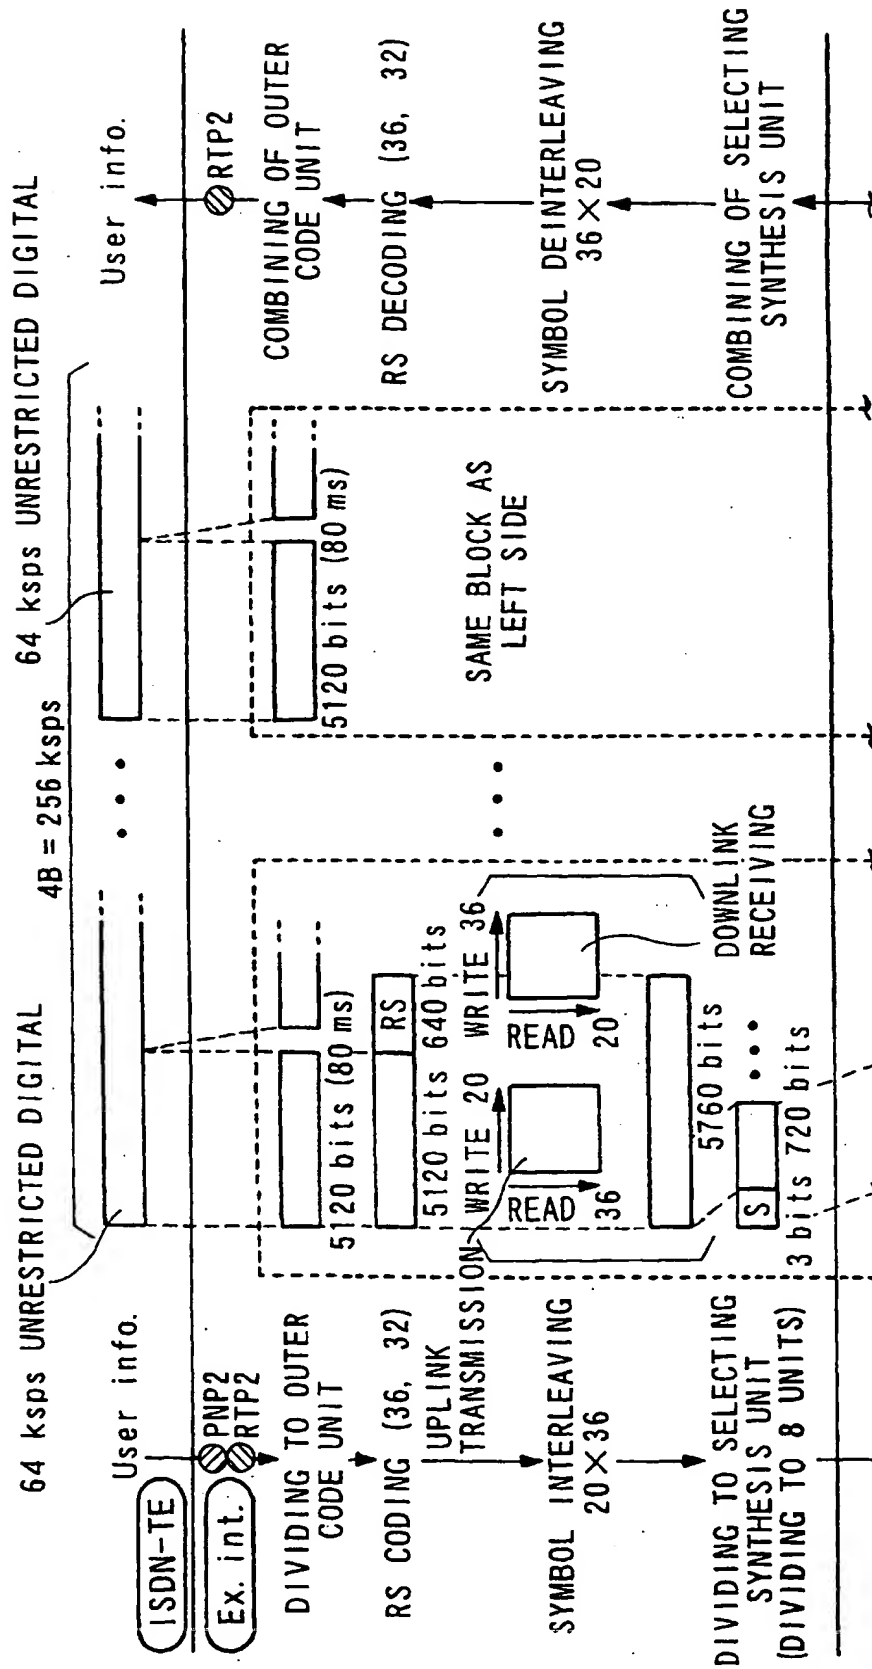 64 ksps UNRESTRICTED DIGITAL
4B = 256 ksps
64 ksps UNRESTRICTED DIGITAL
User info.
User info.
ISDN-TE
Ex. int.
PNP2
RTP2
RTP2
DIVIDING TO OUTER
CODE UNIT
5120 bits (80 ms)
5120 bits (80 ms)
COMBINING OF OUTER
CODE UNIT
RS CODING (36, 32)
RS
5120 bits 640 bits
RS DECODING (36, 32)
UPLINK
TRANSMISSION
WRITE 20
WRITE 36
READ
36
READ
20
SAME BLOCK AS
LEFT SIDE
SYMBOL INTERLEAVING
20×36
SYMBOL DEINTERLEAVING
36×20
DOWNLINK
RECEIVING
5760 bits
S
3 bits 720 bits
DIVIDING TO SELECTING
SYNTHESIS UNIT
(DIVIDING TO 8 UNITS)
COMBINING OF SELECTING
SYNTHESIS UNIT